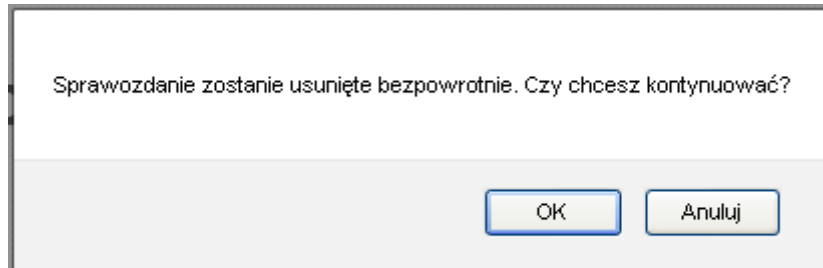 Sprawozdanie zostanie usunięte bezpowrotnie. Czy chcesz kontynuować?
OK Anuluj